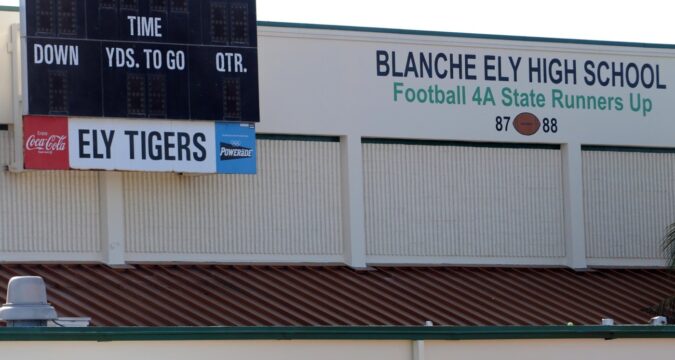 TIME
DOWN YDS. TO GO QTR.
Enjoy
Coca-Cola
ELY TIGERS
POWERADE
BLANCHE ELY HIGH SCHOOL
Football 4A State Runners Up
87 88